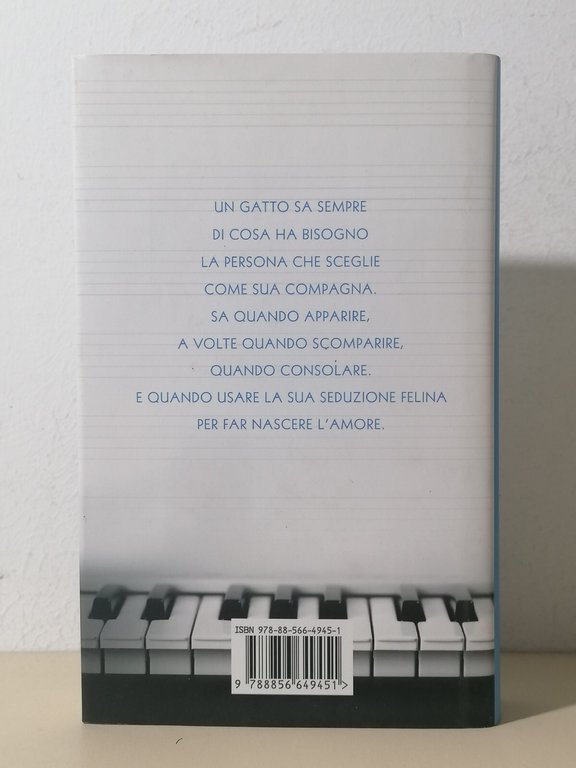 UN GATTO SA SEMPRE
DI COSA HA BISOGNO
LA PERSONA CHE SCEGLIE
COME SUA COMPAGNA.
SA QUANDO APPARIRE,
A VOLTE QUANDO SCOMPARIRE,
QUANDO CONSOLARE.
E QUANDO USARE LA SUA SEDUZIONE FELINA
PER FAR NASCERE L'AMORE.
ISBN 978-88-566-4945-1
9 788856 649451 >